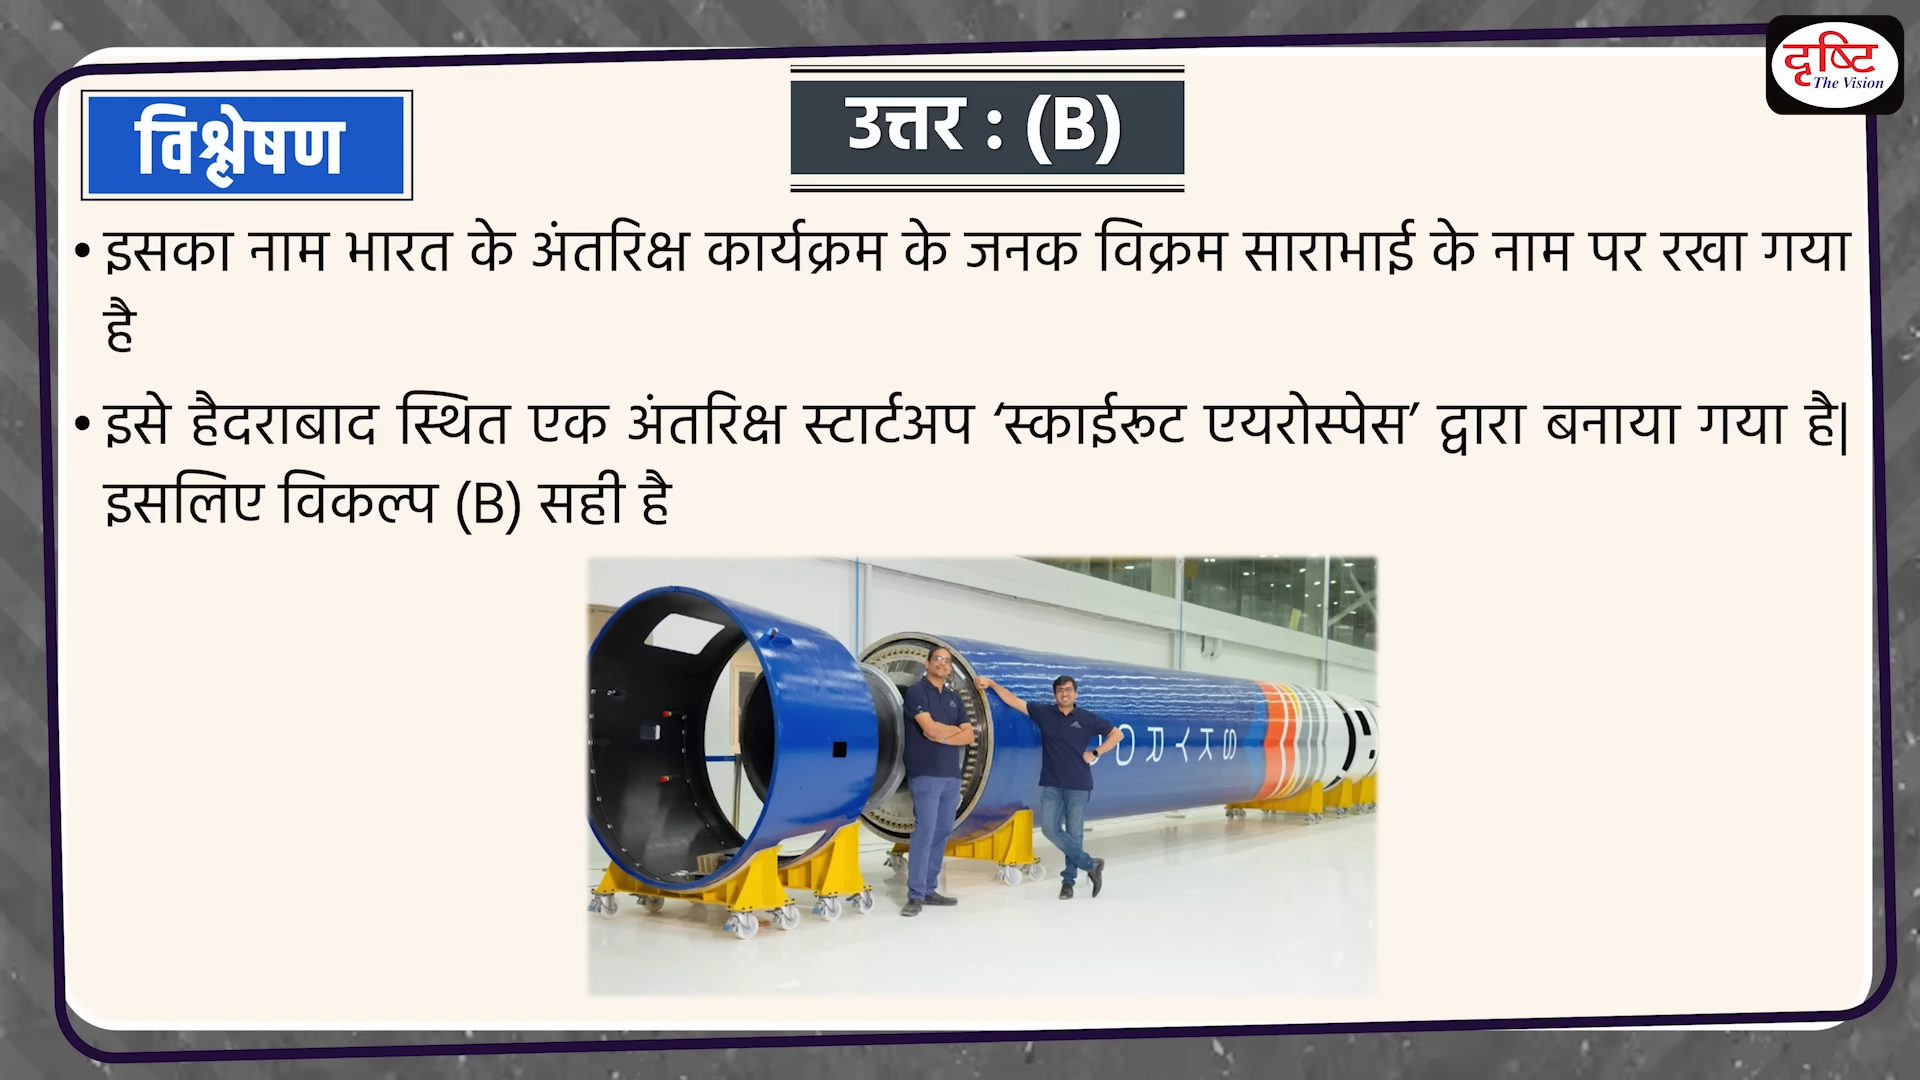 दृष्टि
The Vision
विश्लेषण
उत्तर : (B)
• इसका नाम भारत के अंतरिक्ष कार्यक्रम के जनक विक्रम साराभाई के नाम पर रखा गया
है
• इसे हैदराबाद स्थित एक अंतरिक्ष स्टार्टअप ‘स्काईरूट एयरोस्पेस’ द्वारा बनाया गया है|
इसलिए विकल्प (B) सही है
SKYRO